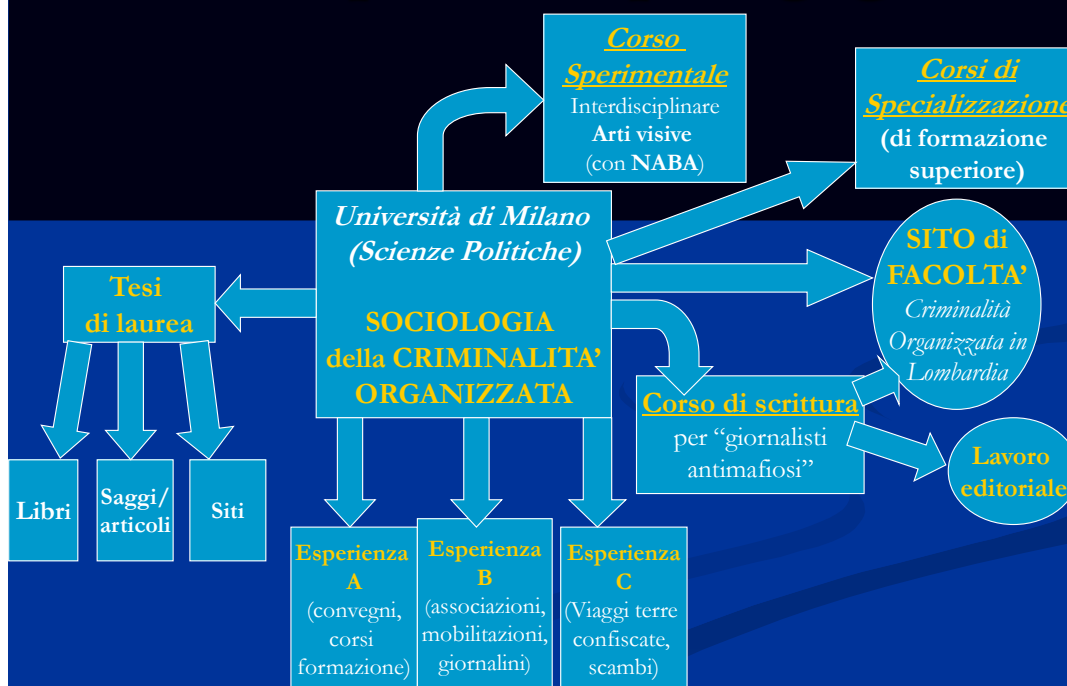 Corso
Sperimentale
Interdisciplinare
Arti visive
(con NABA)
Corsi di
Specializzazione
(di formazione
superiore)
Università di Milano
(Scienze Politiche)
SOCIOLOGIA
della CRIMINALITA’
ORGANIZZATA
SITO di
FACOLTA’
Criminalità
Organizzata in
Lombardia
Tesi
di laurea
Corso di scrittura
per “giornalisti
antimafiosi”
Lavoro
editoriale
Libri
Saggi/
articoli
Siti
Esperienza
A
(convegni,
corsi
formazione)
Esperienza
B
(associazioni,
mobilitazioni,
giornalini)
Esperienza
C
(Viaggi terre
confiscate,
scambi)